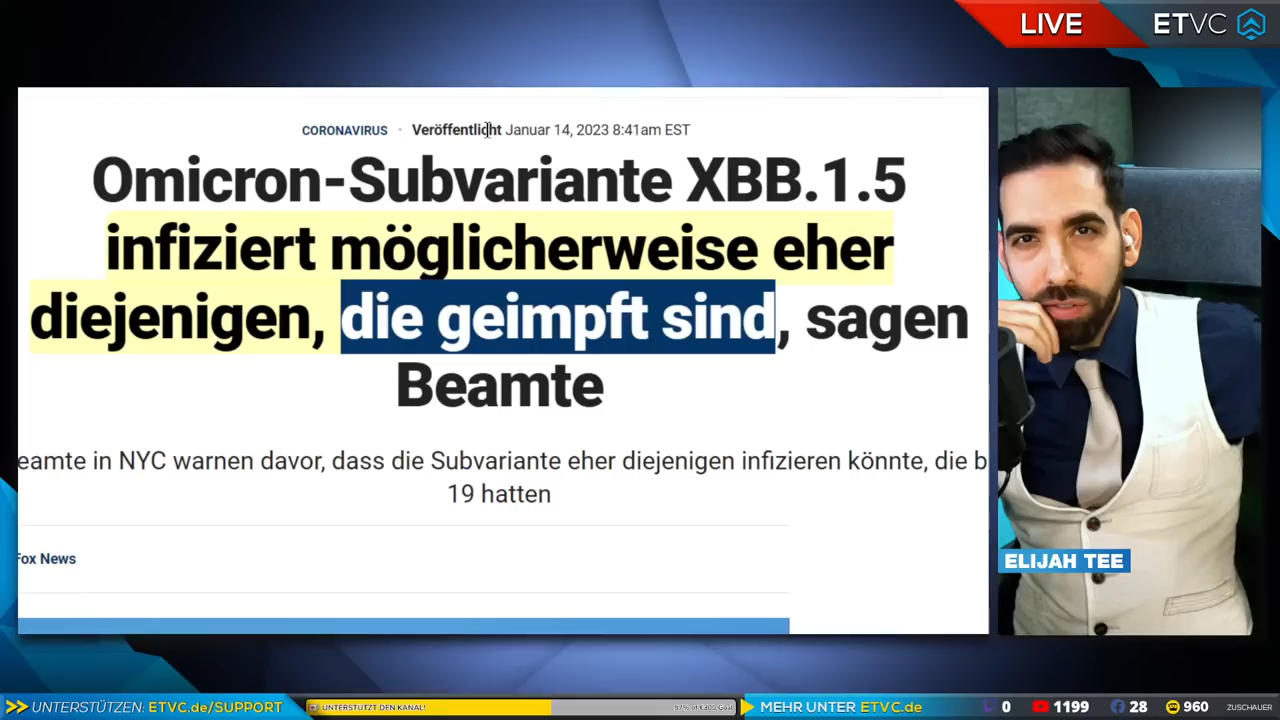 LIVE
ETVC
CORONAVIRUS · Veröffentlicht Januar 14, 2023 8:41am EST
Omicron-Subvariante XBB.1.5
infiziert möglicherweise eher
diejenigen, die geimpft sind, sagen
Beamte
eamte in NYC warnen davor, dass die Subvariante eher diejenigen infizieren könnte, die b
19 hatten
Fox News
ELIJAH TEE
UNTERSTÜTZEN: ETVC.de/SUPPORT
UNTERSTÜTZT DEN KANAL!
MEHR UNTER ETVC.de
0 1199 28 960 ZUSCHAUER